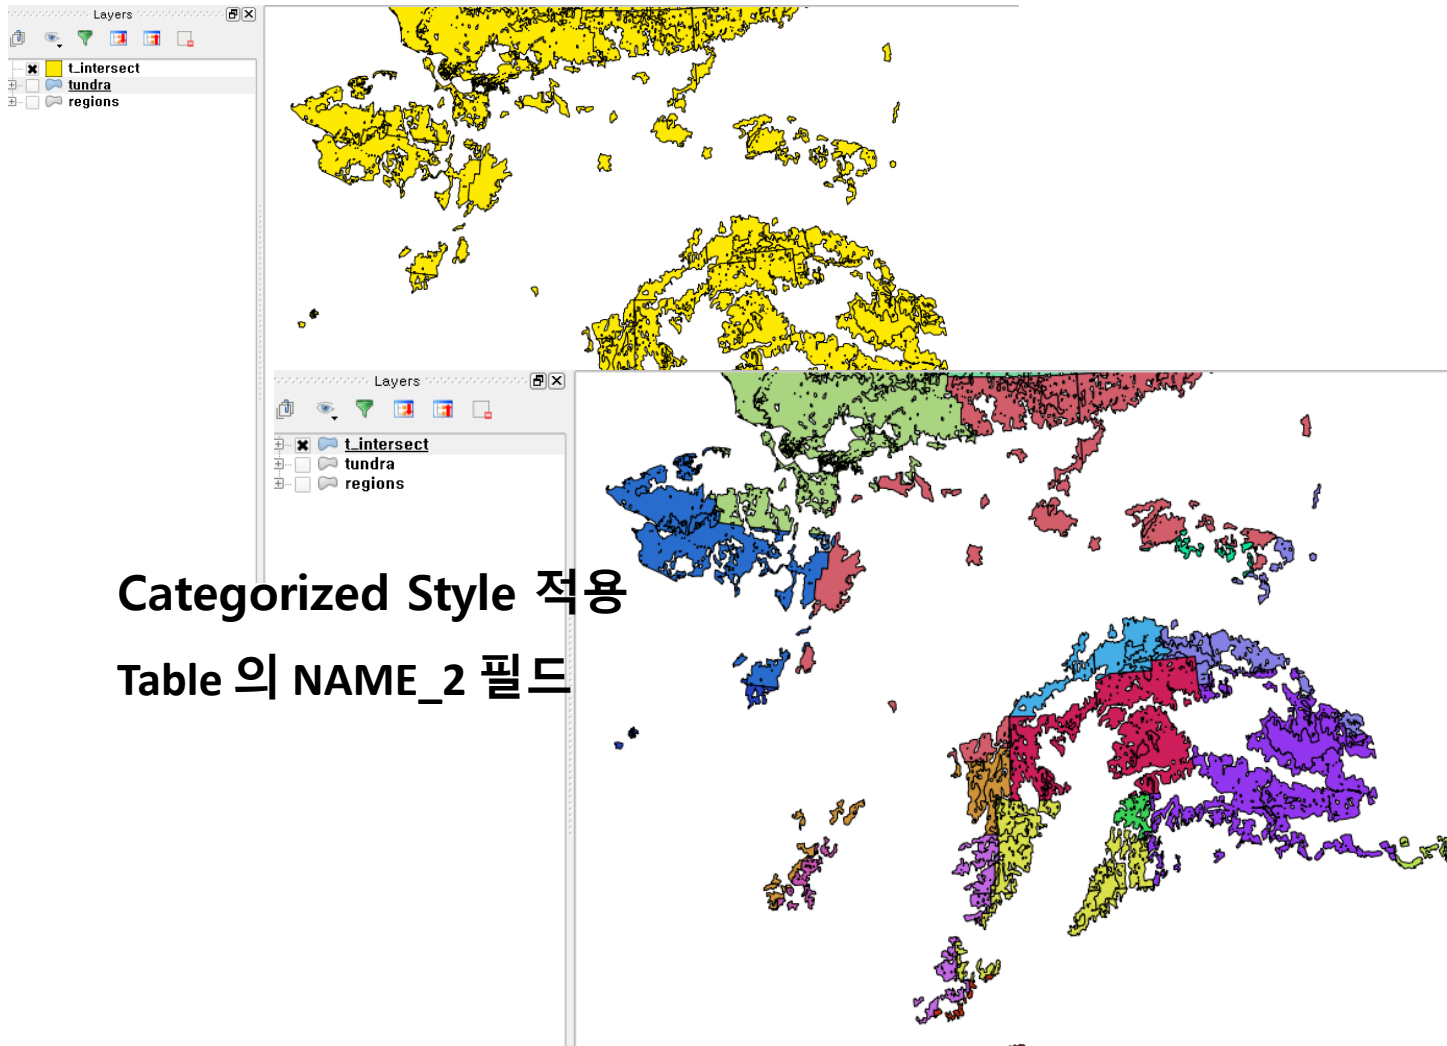 Layers
t_intersect
tundra
regions
Layers
t_intersect
tundra
regions
Categorized Style 적용
Table 의 NAME_2 필드